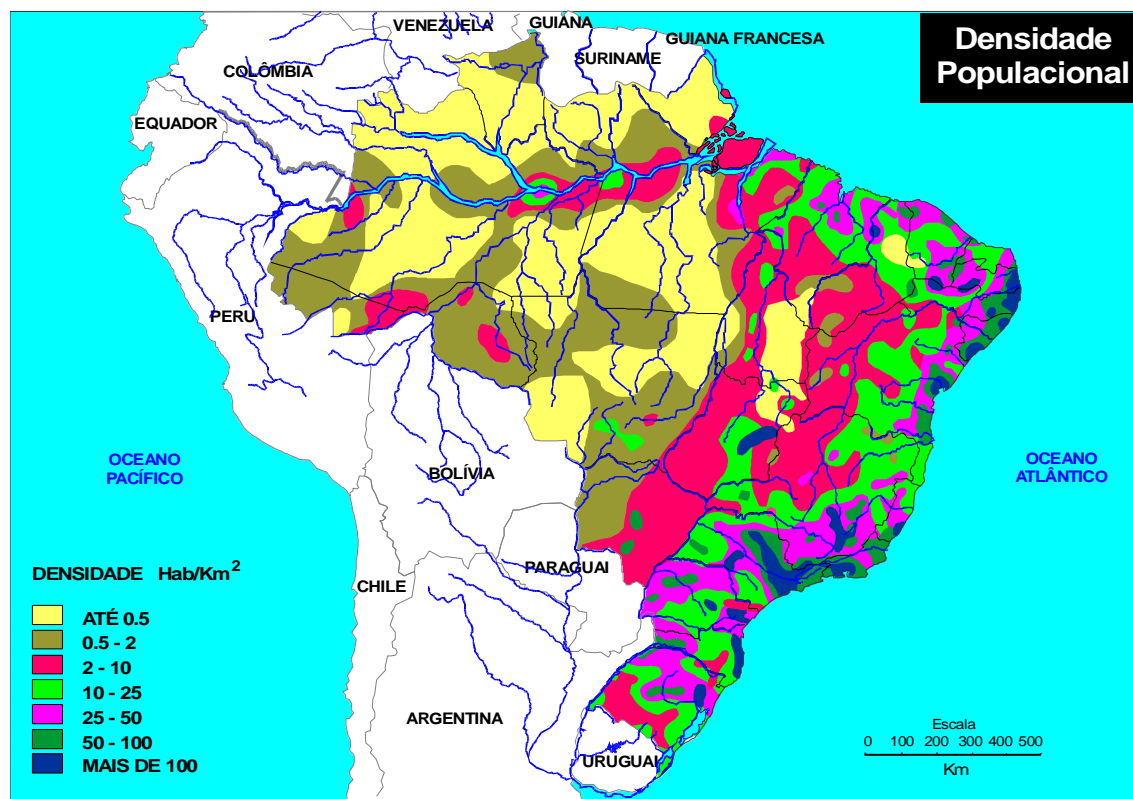 Densidade
Populacional
VENEZUELA
GUIANA
GUIANA FRANCESA
SURINAME
COLÔMBIA
EQUADOR
PERU
OCEANO
PACÍFICO
BOLÍVIA
OCEANO
ATLÂNTICO
PARAGUAI
CHILE
ARGENTINA
URUGUAI
DENSIDADE Hab/Km²
ATÉ 0.5
0.5 - 2
2 - 10
10 - 25
25 - 50
50 - 100
MAIS DE 100
Escala
0 100 200 300 400 500
Km